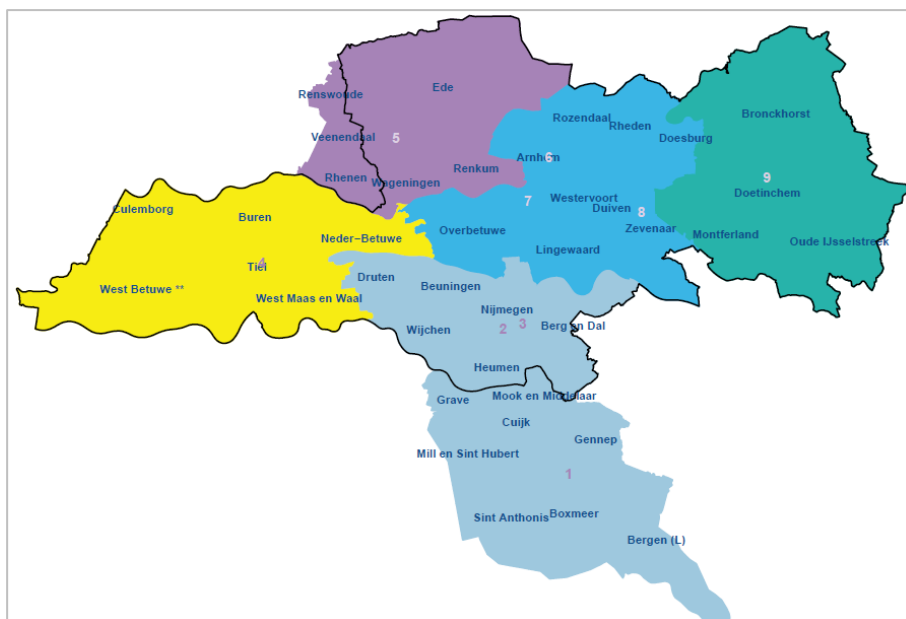 Ede
Renswoude
Bronckhorst
Rozendaal
Rheden
Veenendaal
5
Doesburg
Arnhem
6
Renkum
Rhenen
Wageningen
9
Doetinchem
Westervoort
7
Duiven
8
Culemborg
Buren
Zevenaar
Overbetuwe
Montferland
Neder-Betuwe
Oude IJsselstreek
Lingewaard
Tiel
4
Druten
Beuningen
West Betuwe **
West Maas en Waal
Nijmegen
3
Berg en Dal
2
Wijchen
Heumen
Mook en Middelaar
Grave
Cuijk
Gennep
Mill en Sint Hubert
1
Boxmeer
Sint Anthonis
Bergen (L)